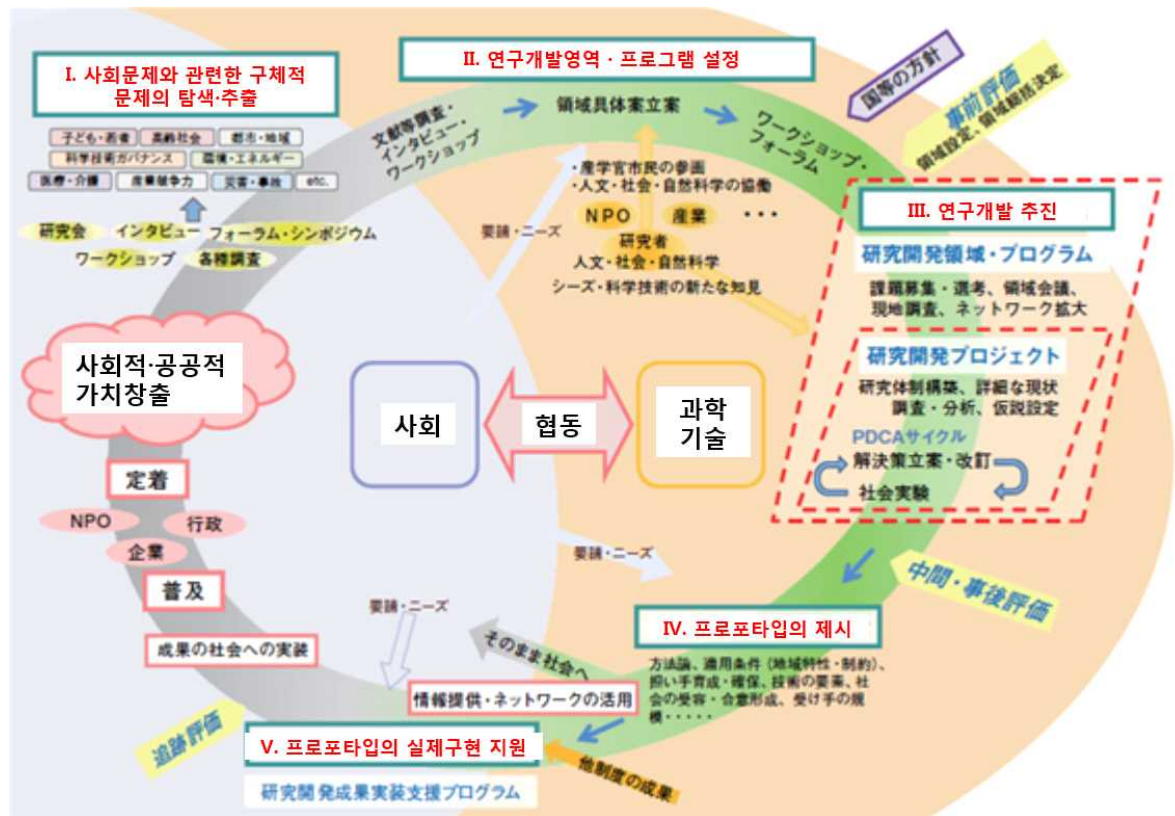 I. 사회문제와 관련한 구체적
문제의 탐색·추출
子ども・若者
高齢社会
都市・地域
科学技術ガバナンス
環境・エネルギー
医療・介護
産業競争力
災害・事故
etc.
研究会
インタビュー
フォーラム・シンポジウム
ワークショップ
各種調査
II. 연구개발영역 · 프로그램 설정
文献等調査・
インタビュー・
ワークショップ
領域具体案立案
ワークショップ・
フォーラム
国等の方針
事前評価
領域設定、領域総括決定
・産学官市民の参画
・人文・社会・自然科学の協働
NPO
産業
・・・
研究者
人文・社会・自然科学
シーズ・科学技術の新たな知見
要請・ニーズ
III. 연구개발 추진
研究開発領域・プログラム
課題募集・選考、領域会議、
現地調査、ネットワーク拡大
研究開発プロジェクト
研究体制構築、詳細な現状
調査・分析、仮説設定
PDCAサイクル
解決策立案・改訂
社会実験
사회적·공공적
가치창출
사회
협동
과학
기술
定着
NPO
行政
企業
普及
成果の社会への実装
要請・ニーズ
要請・ニーズ
中間・事後評価
IV. 프로포타입의 제시
方法論、適用条件（地域特性・制約）、
担い手育成・確保、技術の要素、社
会の受容・合意形成、受け手の規
模・・・・・
そのまま社会へ
情報提供・ネットワークの活用
追跡評価
V. 프로포타입의 실제구현 지원
他制度の成果
研究開発成果実装支援プログラム